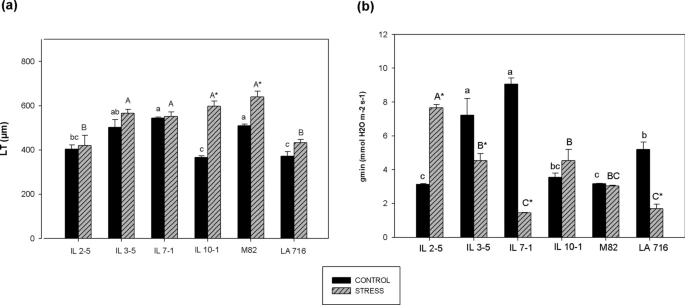 (a)
800
600
400
200
0
LT (µm)
bc B
ab A
a A
c A*
a A*
c B
IL 2-5 IL 3-5 IL 7-1 IL 10-1 M82 LA 716
(b)
12
10
8
6
4
2
0
gmin (mmol H2O m-2 s-1)
c A*
a B*
a C*
bc B
c BC
b C*
IL 2-5 IL 3-5 IL 7-1 IL 10-1 M82 LA 716
CONTROL
STRESS